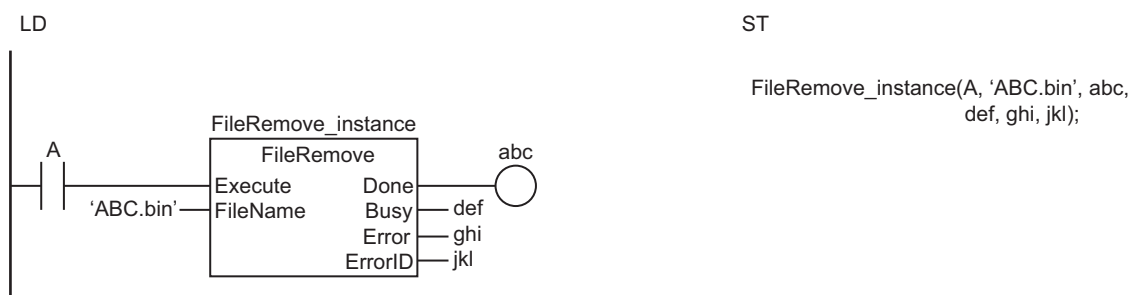 LD
FileRemove_instance
A
FileRemove
abc
Execute
Done
‘ABC.bin’
FileName
Busy
def
Error
ghi
ErrorID
jkl
ST
FileRemove_instance(A, ‘ABC.bin’, abc,
def, ghi, jkl);